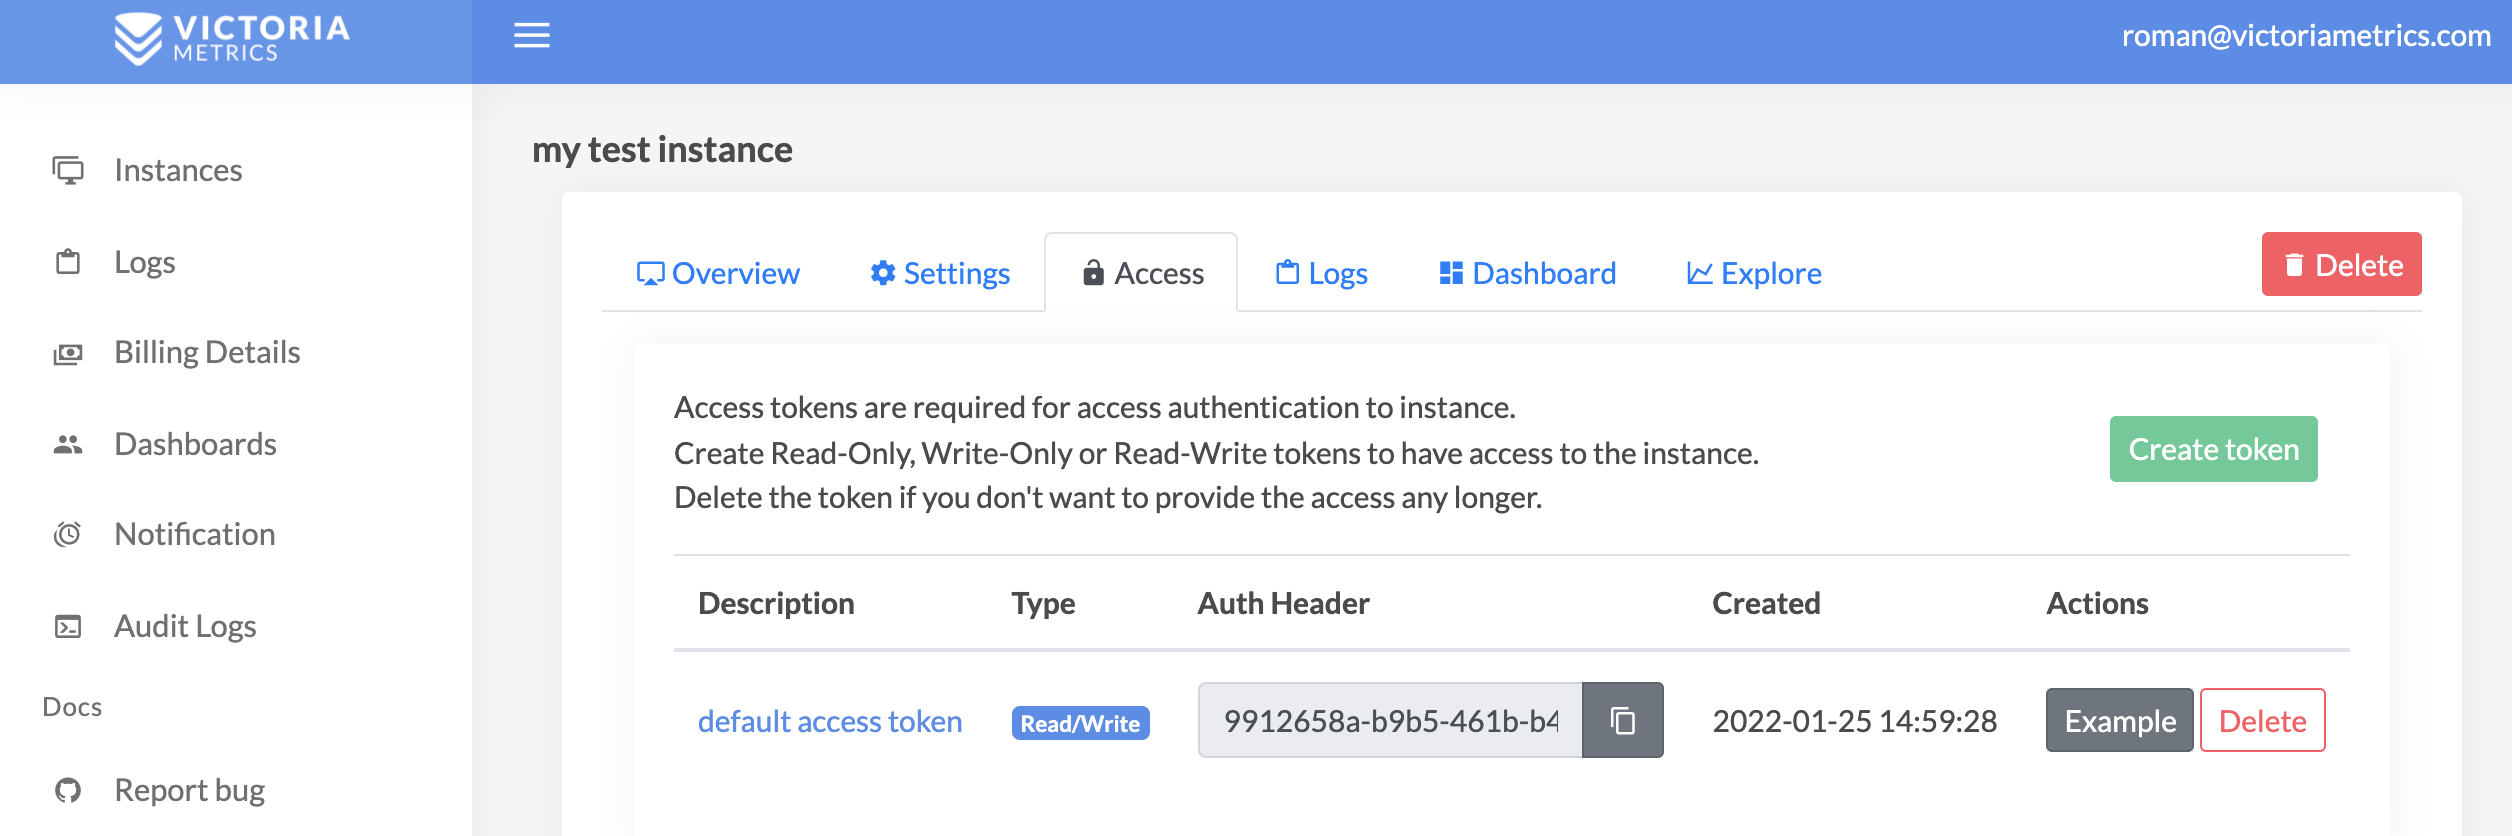 VICTORIA
METRICS
roman@victoriametrics.com
Instances
Logs
Billing Details
Dashboards
Notification
Audit Logs
Docs
Report bug
my test instance
Overview
Settings
Access
Logs
Dashboard
Explore
Delete
Access tokens are required for access authentication to instance.
Create Read-Only, Write-Only or Read-Write tokens to have access to the instance.
Delete the token if you don't want to provide the access any longer.
Create token
Description Type Auth Header Created Actions
default access token Read/Write 9912658a-b9b5-461b-b4 2022-01-25 14:59:28 Example Delete